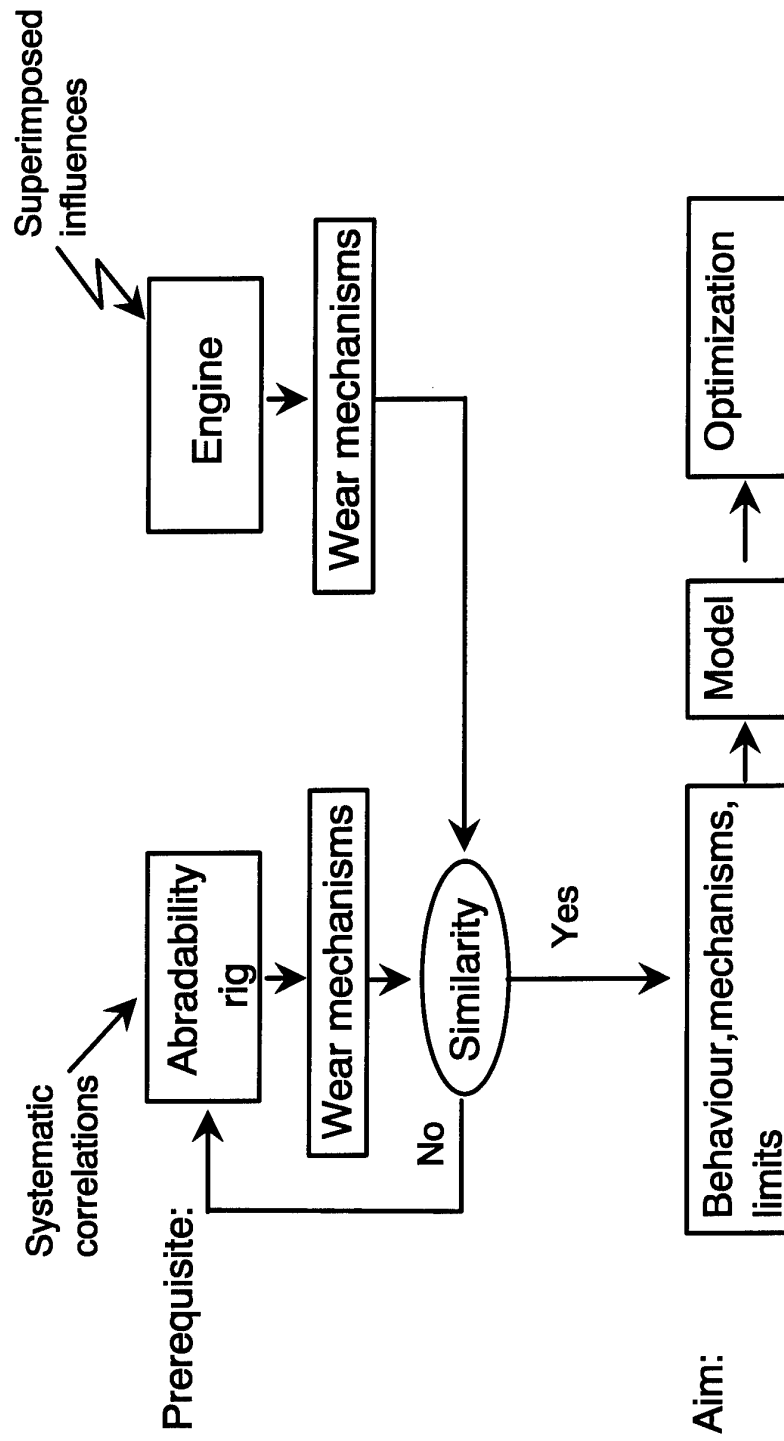 Systematic
correlations
Superimposed
influences
Prerequisite:
Abradability
rig
Engine
Wear mechanisms
Wear mechanisms
Similarity
No
Yes
Aim:
Behaviour,mechanisms,
limits
Model
Optimization